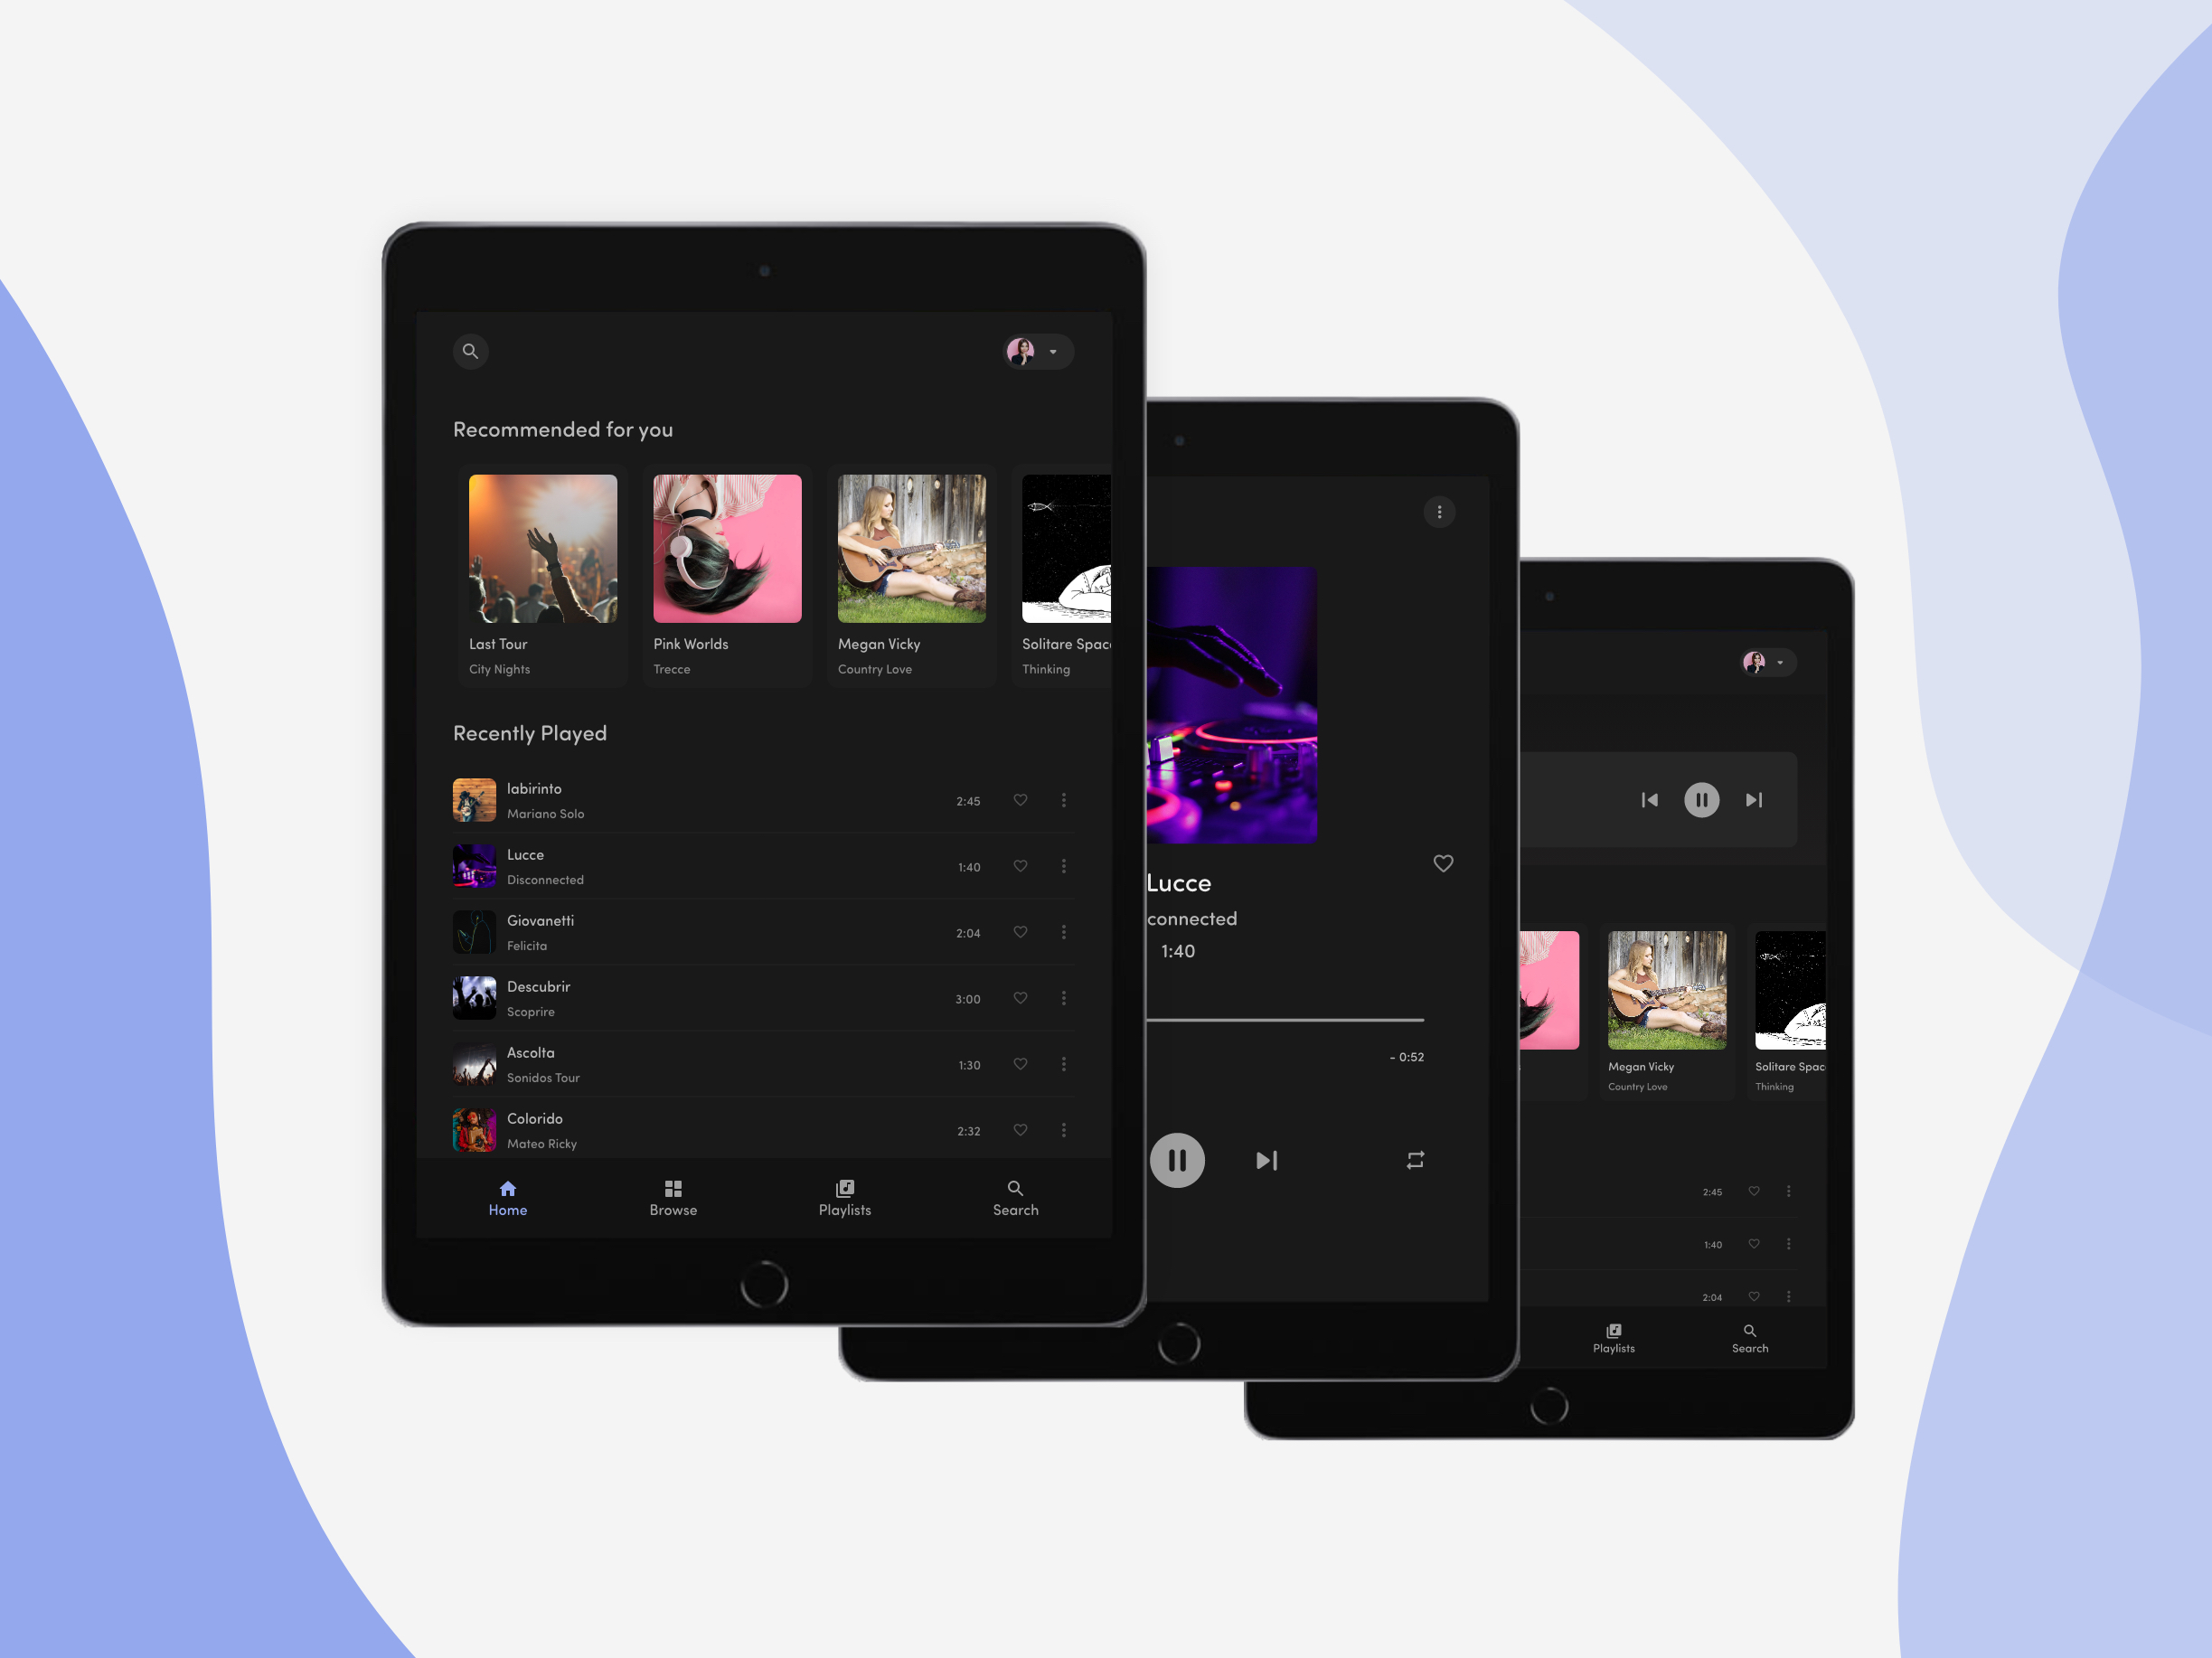 Recommended for you
Last Tour
City Nights
Pink Worlds
Trecce
Megan Vicky
Country Love
Solitare Spac
Thinking
Recently Played
labirinto
Mariano Solo
2:45
Lucce
Disconnected
1:40
Giovanetti
Felicita
2:04
Descubrir
Scoprire
3:00
Ascolta
Sonidos Tour
1:30
Colorido
Mateo Ricky
2:32
Home
Browse
Playlists
Search
Lucce
connected
1:40
- 0:52
Megan Vicky
Country Love
Solitare Spac
Thinking
2:45
1:40
2:04
Playlists
Search